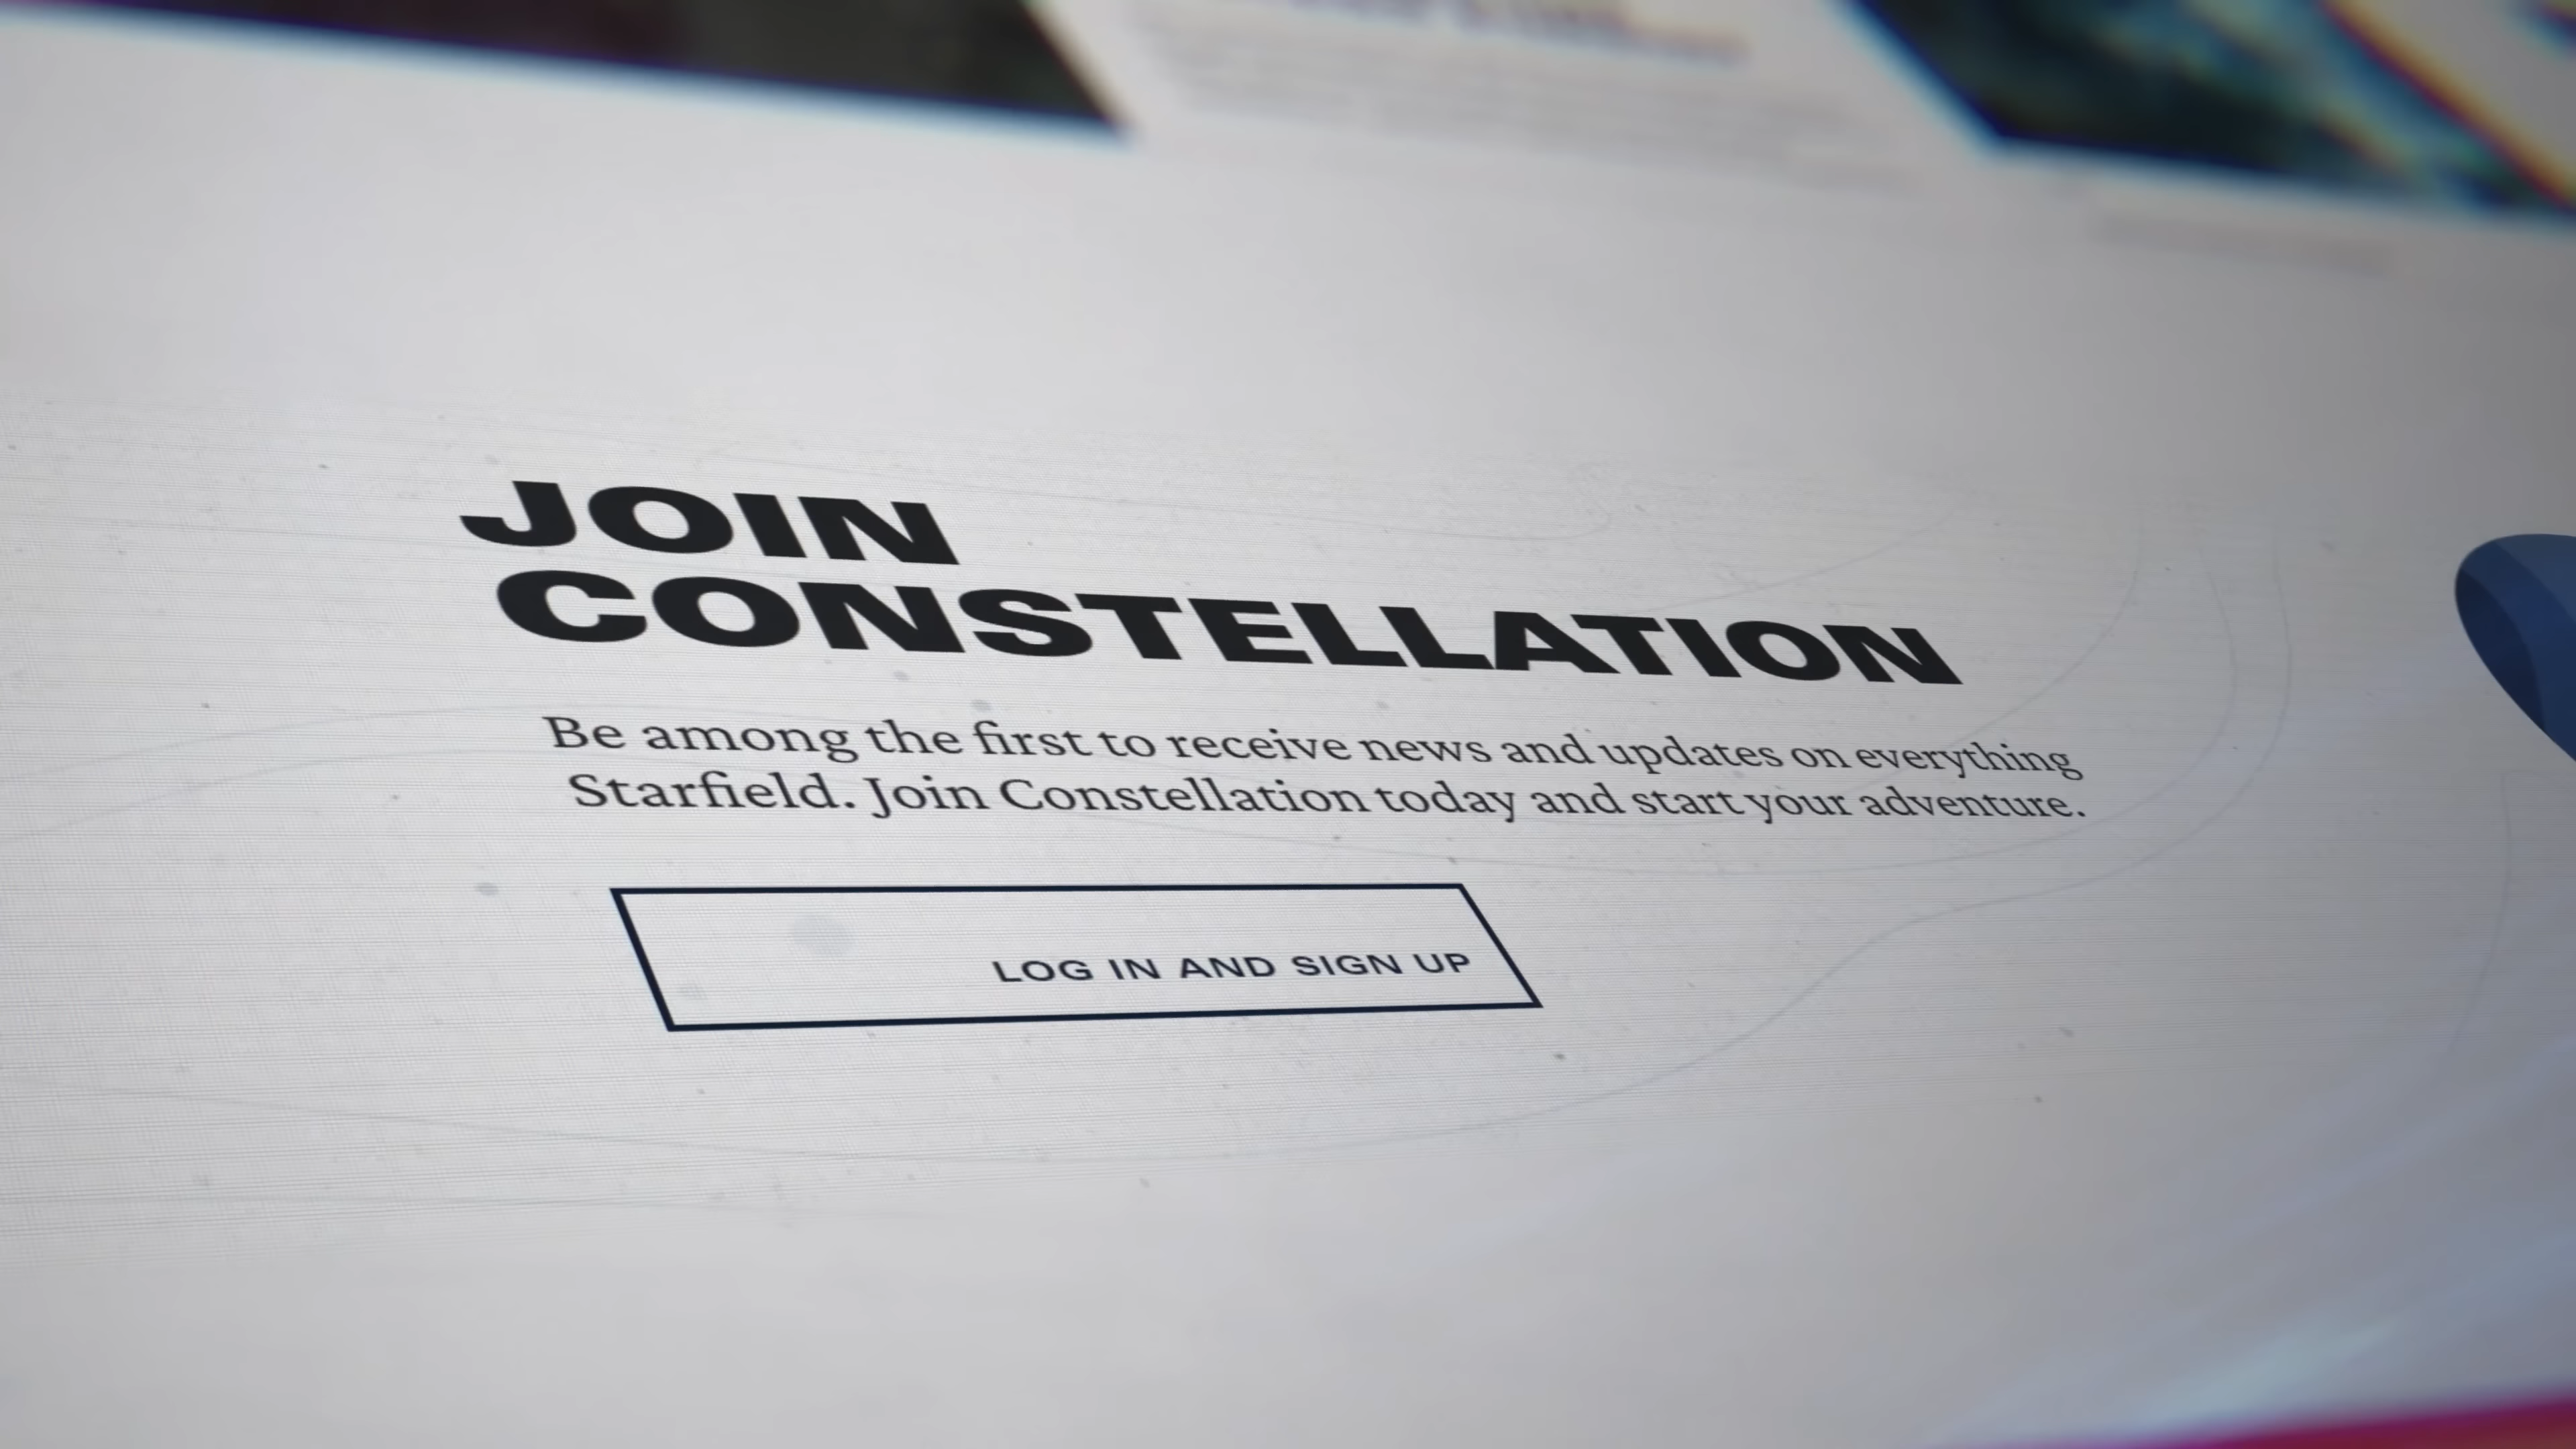 JOIN
CONSTELLATION
Be among the first to receive news and updates on everything
Starfield. Join Constellation today and start your adventure.
LOG IN AND SIGN UP